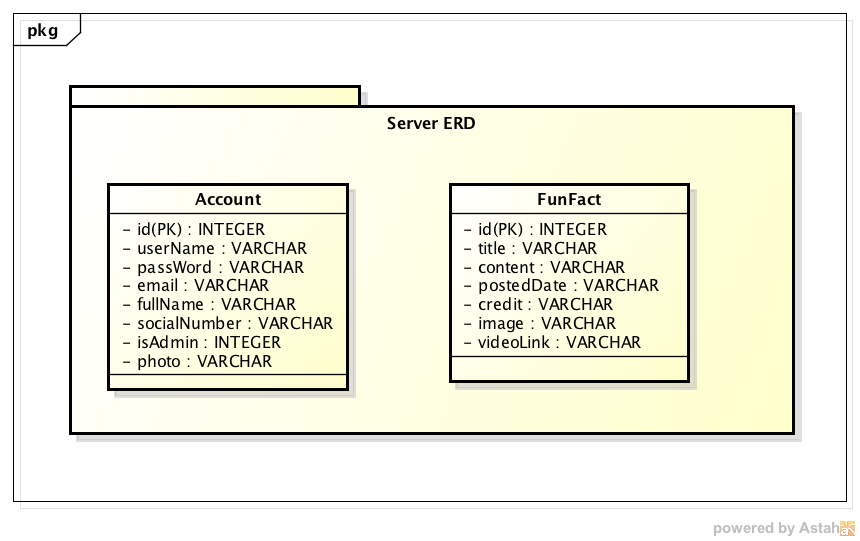 pkg
Server ERD
Account
- id(PK) : INTEGER
- userName : VARCHAR
- passWord : VARCHAR
- email : VARCHAR
- fullName : VARCHAR
- socialNumber : VARCHAR
- isAdmin : INTEGER
- photo : VARCHAR
FunFact
- id(PK) : INTEGER
- title : VARCHAR
- content : VARCHAR
- postedDate : VARCHAR
- credit : VARCHAR
- image : VARCHAR
- videoLink : VARCHAR
powered by Astah